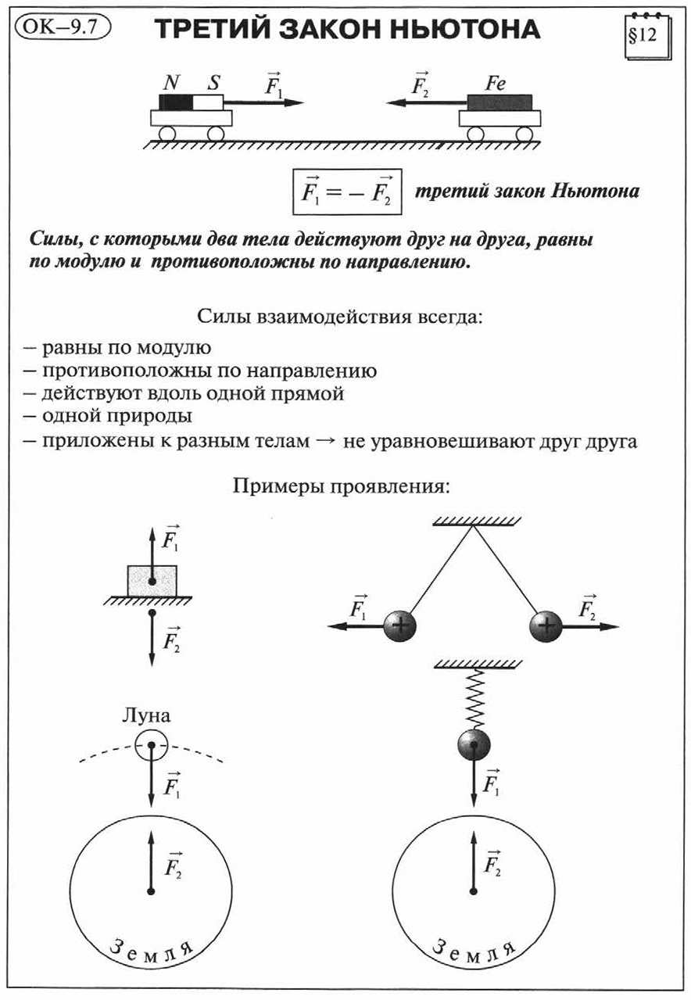 ОК–9.7
ТРЕТИЙ ЗАКОН НЬЮТОНА
§12
N S F₁ F₂ Fe
F₁ = – F₂ третий закон Ньютона
Силы, с которыми два тела действуют друг на друга, равны
по модулю и противоположны по направлению.
Силы взаимодействия всегда:
– равны по модулю
– противоположны по направлению
– действуют вдоль одной прямой
– одной природы
– приложены к разным телам → не уравновешивают друг друга
Примеры проявления:
F₁
F₂
F₁ + + F₂
Луна
F₁
F₂
Земля
F₁
F₂
Земля